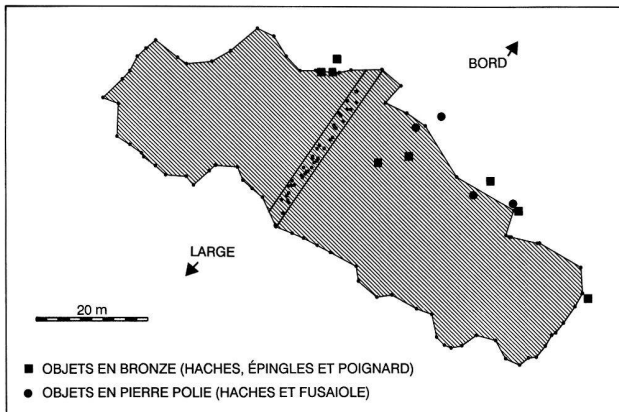 BORD
LARGE
20 m
OBJETS EN BRONZE (HACHES, ÉPINGLES ET POIGNARD)
OBJETS EN PIERRE POLIE (HACHES ET FUSAIOLE)